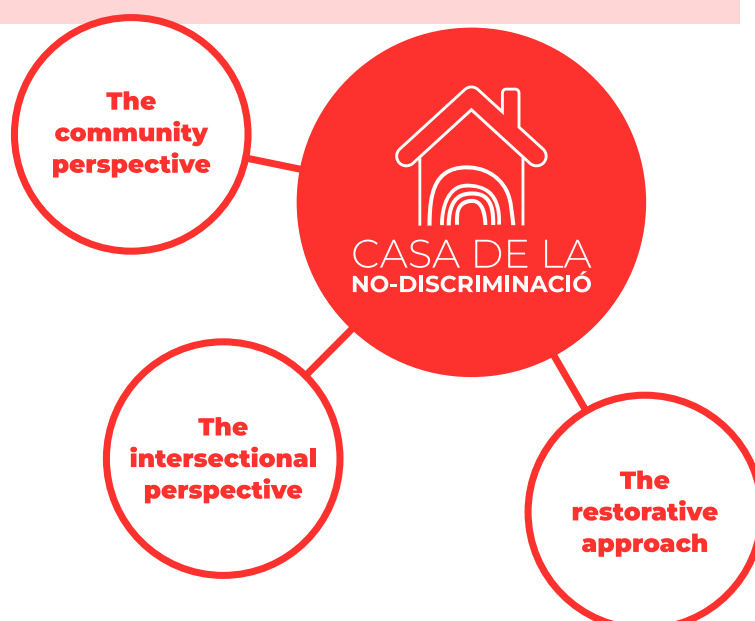 The
community
perspective
CASA DE LA
NO-DISCRIMINACIÓ
The
intersectional
perspective
The
restorative
approach